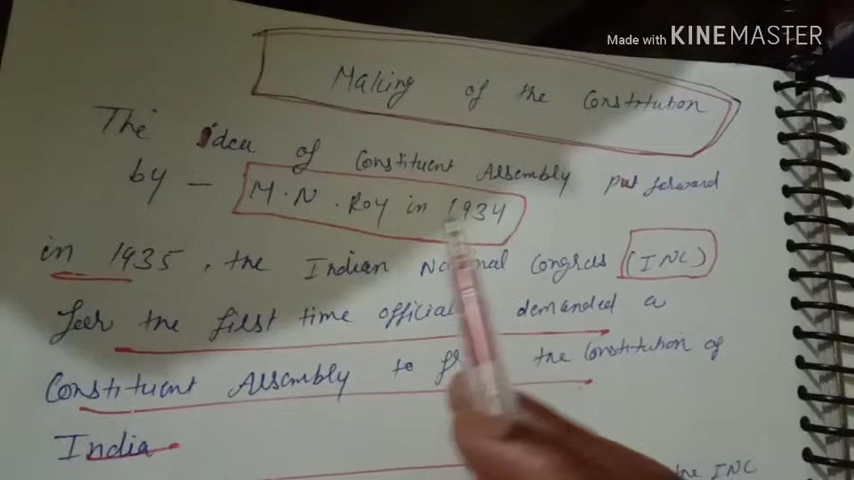 Made with KINEMASTER
Making of the Constitution
The idea of Constituent Assembly put forward
by - M.N. Roy in 1934
in 1935, the Indian National Congress (INC)
for the first time official demanded a
Constituent Assembly to the Constitution of
India
the INC